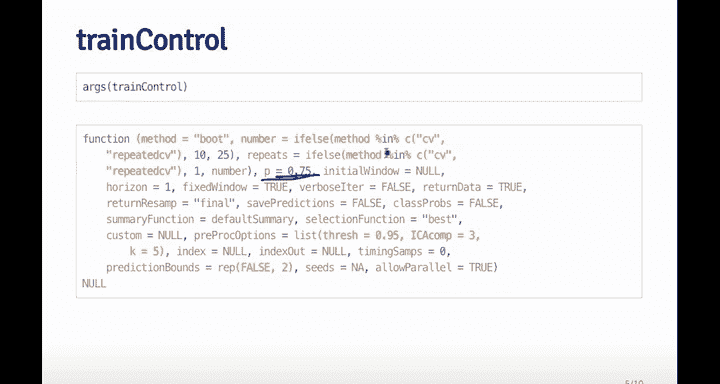 trainControl
args(trainControl)
function (method = "boot", number = ifelse(method %in% c("cv",
"repeatedcv"), 10, 25), repeats = ifelse(method %in% c("cv",
"repeatedcv"), 1, number), p = 0.75, initialWindow = NULL,
horizon = 1, fixedWindow = TRUE, verboseIter = FALSE, returnData = TRUE,
returnResamp = "final", savePredictions = FALSE, classProbs = FALSE,
summaryFunction = defaultSummary, selectionFunction = "best",
custom = NULL, preProcOptions = list(thresh = 0.95, ICAcomp = 3,
k = 5), index = NULL, indexOut = NULL, timingSamps = 0,
predictionBounds = rep(FALSE, 2), seeds = NA, allowParallel = TRUE)
NULL
5/10